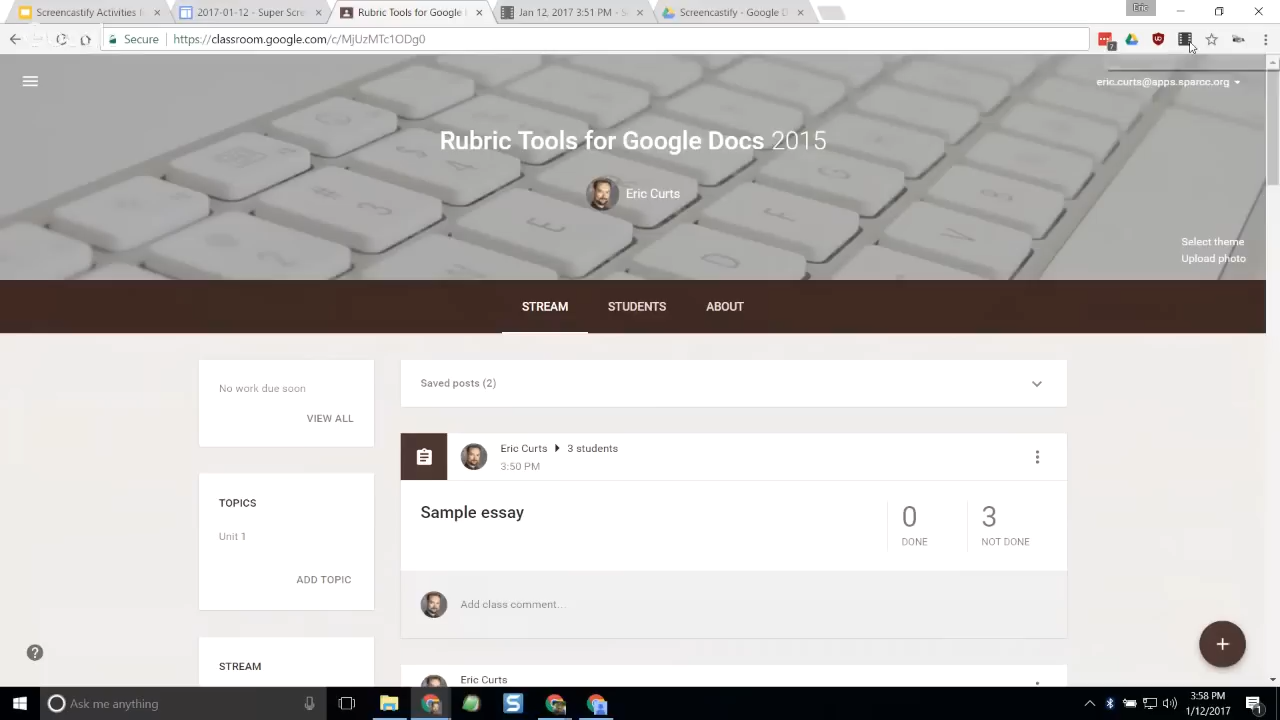 Eric
Screencastify Activities in
2017-01-12 - Super Scree
Rubric Tools for Google
Jan 12, 2017 3:51 PM - S
Screencastify - Google D
Secure
https://classroom.google.com/c/MjUzMTc1ODg0
7
eric.curts@apps.sparcc.org
Rubric Tools for Google Docs 2015
Eric Curts
Select theme
Upload photo
STREAM
STUDENTS
ABOUT
No work due soon
VIEW ALL
Saved posts (2)
Eric Curts
3 students
3:50 PM
TOPICS
Unit 1
ADD TOPIC
Sample essay
0
DONE
3
NOT DONE
Add class comment...
STREAM
Eric Curts
Ask me anything
3:58 PM
1/12/2017
1